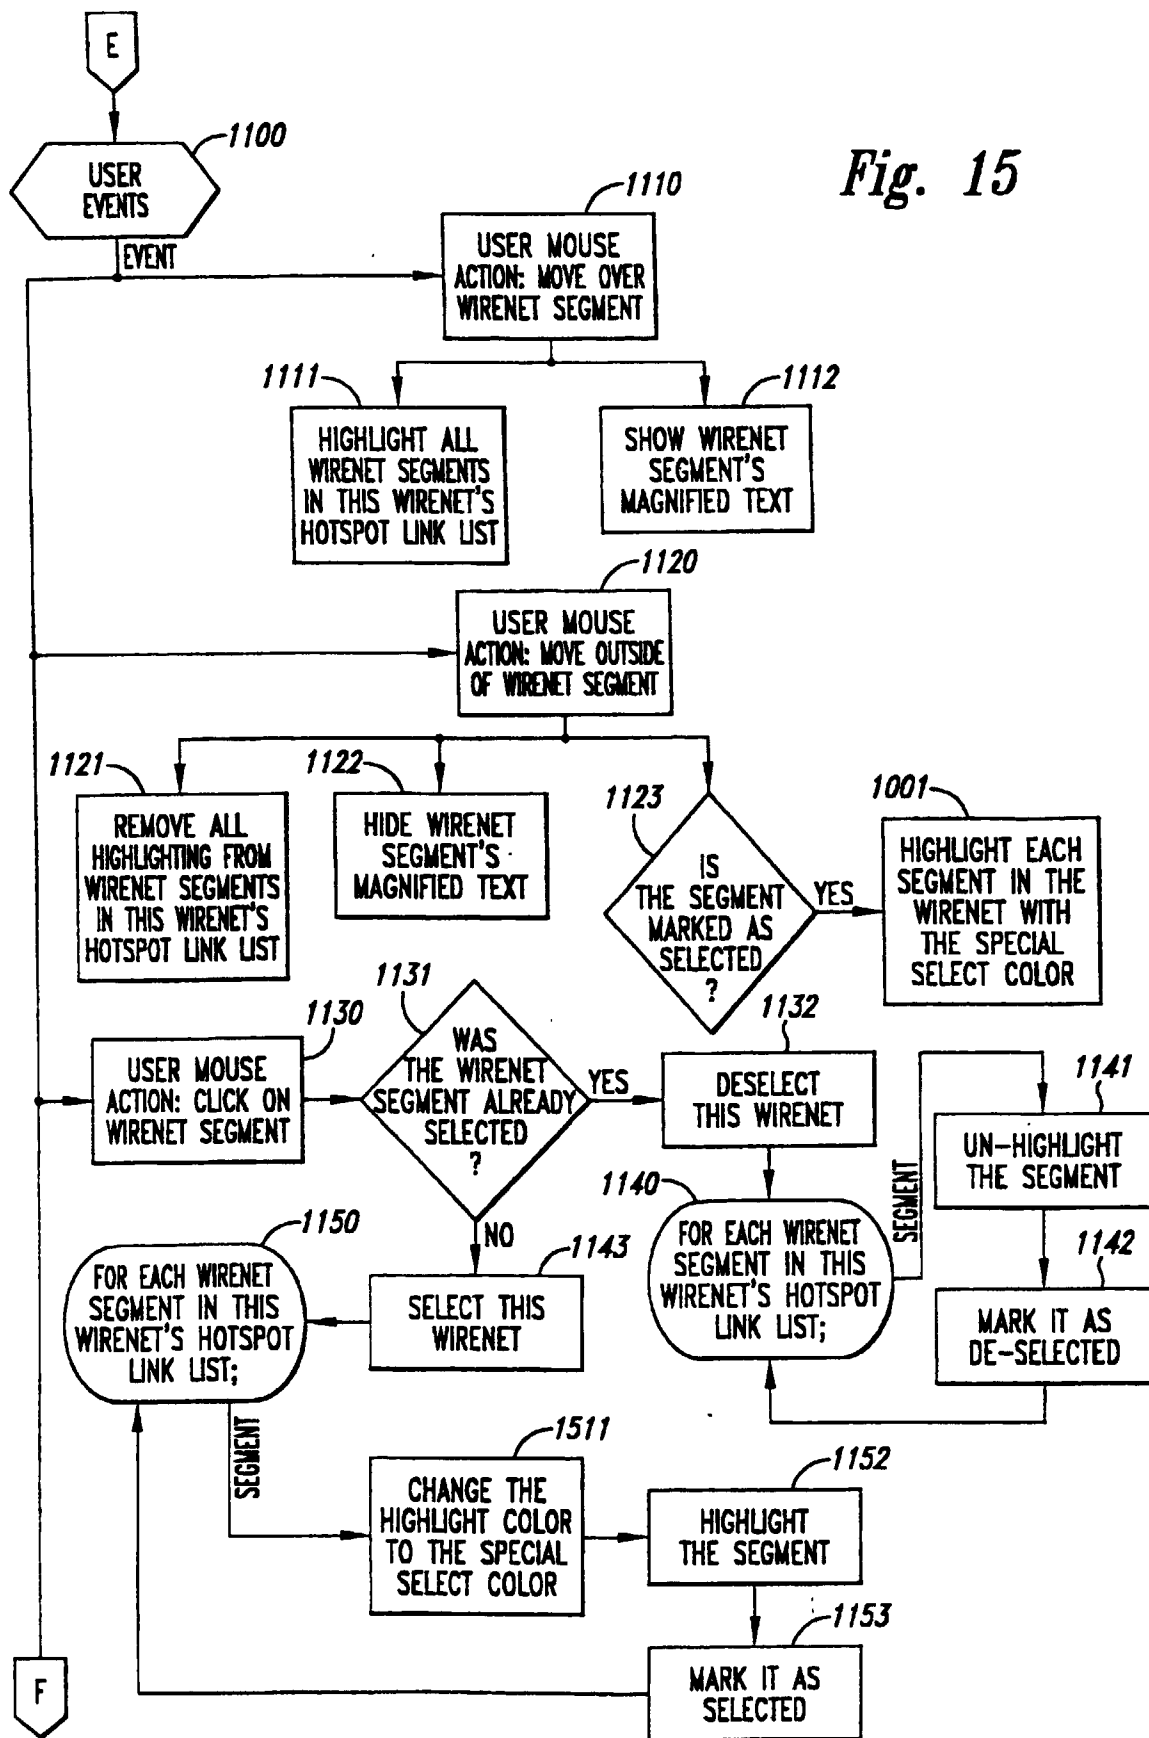 E
1100
USER
EVENTS
EVENT
Fig. 15
1110
USER MOUSE
ACTION: MOVE OVER
WIRENET SEGMENT
1111
HIGHLIGHT ALL
WIRENET SEGMENTS
IN THIS WIRENET'S
HOTSPOT LINK LIST
1112
SHOW WIRENET
SEGMENT'S
MAGNIFIED TEXT
1120
USER MOUSE
ACTION: MOVE OUTSIDE
OF WIRENET SEGMENT
1121
REMOVE ALL
HIGHLIGHTING FROM
WIRENET SEGMENTS
IN THIS WIRENET'S
HOTSPOT LINK LIST
1122
HIDE WIRENET
SEGMENT'S
MAGNIFIED TEXT
1123
IS
THE SEGMENT
MARKED AS
SELECTED
?
YES
1001
HIGHLIGHT EACH
SEGMENT IN THE
WIRENET WITH
THE SPECIAL
SELECT COLOR
1130
USER MOUSE
ACTION: CLICK ON
WIRENET SEGMENT
1131
WAS
THE WIRENET
SEGMENT ALREADY
SELECTED
?
YES
NO
1132
DESELECT
THIS WIRENET
1140
FOR EACH WIRENET
SEGMENT IN THIS
WIRENET'S HOTSPOT
LINK LIST;
SEGMENT
1141
UN-HIGHLIGHT
THE SEGMENT
1142
MARK IT AS
DE-SELECTED
1143
SELECT THIS
WIRENET
1150
FOR EACH WIRENET
SEGMENT IN THIS
WIRENET'S HOTSPOT
LINK LIST;
SEGMENT
1511
CHANGE THE
HIGHLIGHT COLOR
TO THE SPECIAL
SELECT COLOR
1152
HIGHLIGHT
THE SEGMENT
1153
MARK IT AS
SELECTED
F